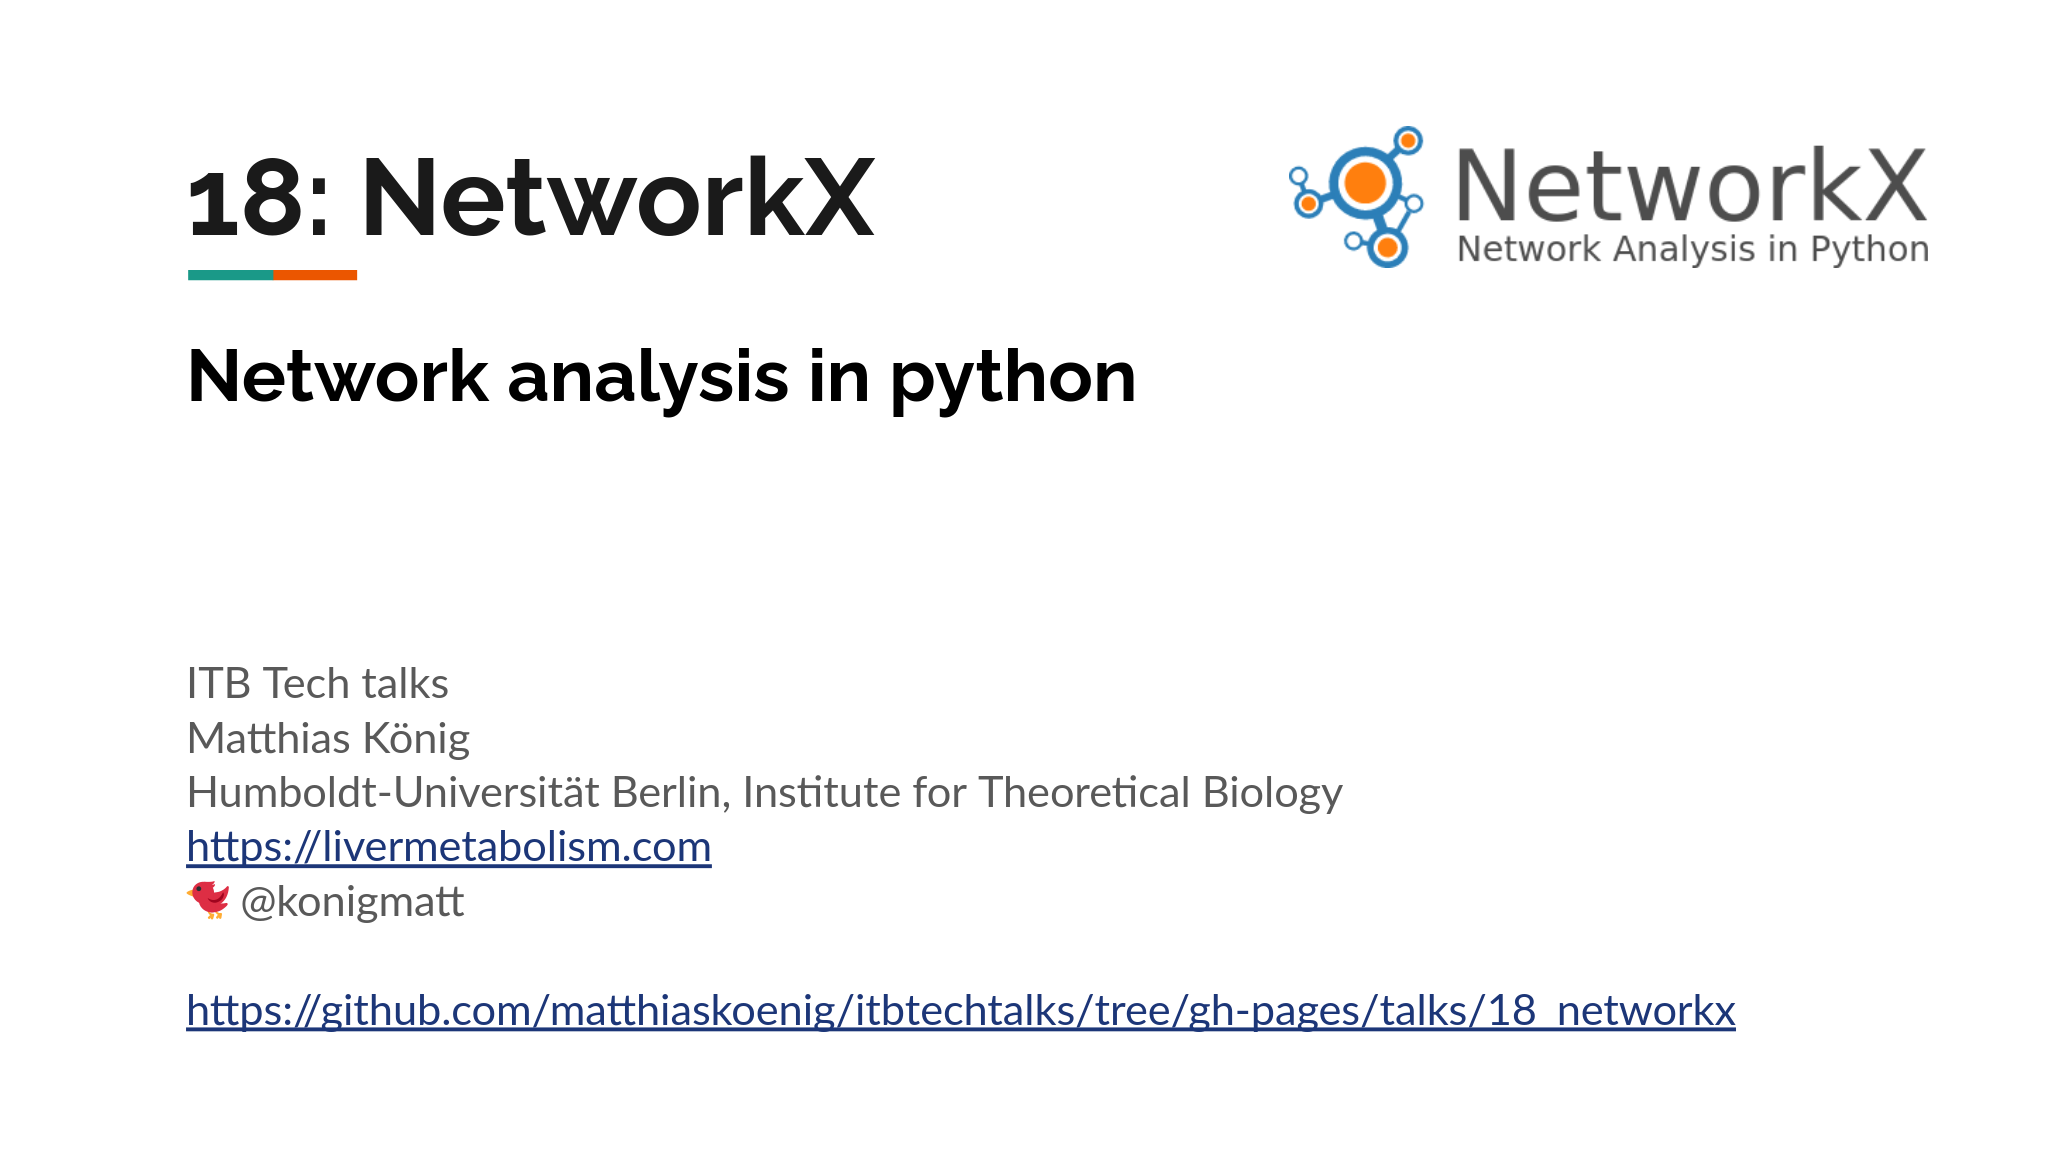 18: NetworkX
NetworkX
Network Analysis in Python
Network analysis in python
ITB Tech talks
Matthias König
Humboldt-Universität Berlin, Institute for Theoretical Biology
https://livermetabolism.com
@konigmatt
https://github.com/matthiaskoenig/itbtechtalks/tree/gh-pages/talks/18_networkx